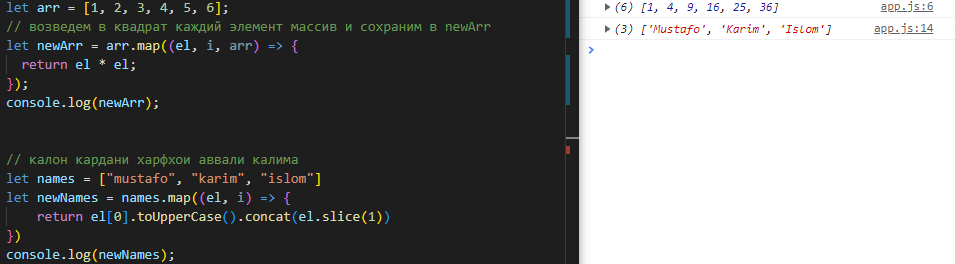 let arr = [1, 2, 3, 4, 5, 6];
// возведем в квадрат каждий элемент массив и сохраним в newArr
let newArr = arr.map((el, i, arr) => {
  return el * el;
});
console.log(newArr);
// калон кардани харфхои аввали калима
let names = ["mustafo", "karim", "islom"]
let newNames = names.map((el, i) => {
    return el[0].toUpperCase().concat(el.slice(1))
})
console.log(newNames);
(6) [1, 4, 9, 16, 25, 36] app.js:6
(3) ['Mustafo', 'Karim', 'Islom'] app.js:14